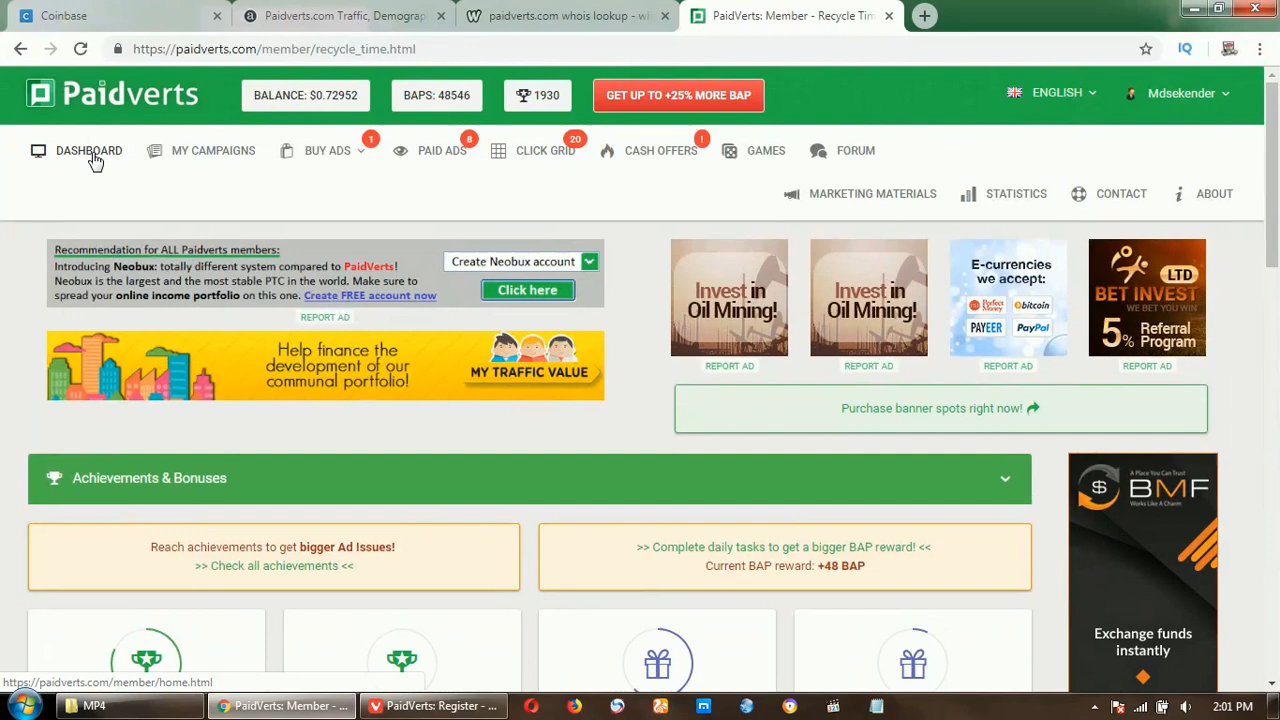 Coinbase
Paidverts.com Traffic, Demograp
paidverts.com whois lookup - wh
PaidVerts: Member - Recycle Tim
https://paidverts.com/member/recycle_time.html
Paidverts
BALANCE: $0.72952
BAPS: 48546
1930
GET UP TO +25% MORE BAP
ENGLISH
Mdsekender
DASHBOARD
MY CAMPAIGNS
BUY ADS
1
PAID ADS
8
CLICK GRID
20
CASH OFFERS
!
GAMES
FORUM
MARKETING MATERIALS
STATISTICS
CONTACT
ABOUT
Recommendation for ALL Paidverts members:
Introducing Neobux: totally different system compared to PaidVerts!
Neobux is the largest and the most stable PTC in the world. Make sure to
spread your online income portfolio on this one. Create FREE account now
Create Neobux account
Click here
REPORT AD
Help finance the
development of our
communal portfolio!
MY TRAFFIC VALUE
Invest in
Oil Mining!
REPORT AD
Invest in
Oil Mining!
REPORT AD
E-currencies
we accept:
Perfect Money
bitcoin
PAYEER
PayPal
REPORT AD
LTD
BET INVEST
WE BET YOU WIN
5% Referral
Program
REPORT AD
Purchase banner spots right now!
Achievements & Bonuses
Reach achievements to get bigger Ad Issues!
>> Check all achievements <<
>> Complete daily tasks to get a bigger BAP reward! <<
Current BAP reward: +48 BAP
A Place You Can Trust
BMF
Works Like A Charm
Exchange funds
instantly
https://paidverts.com/member/home.html
MP4
PaidVerts: Member - ...
PaidVerts: Register - ...
2:01 PM